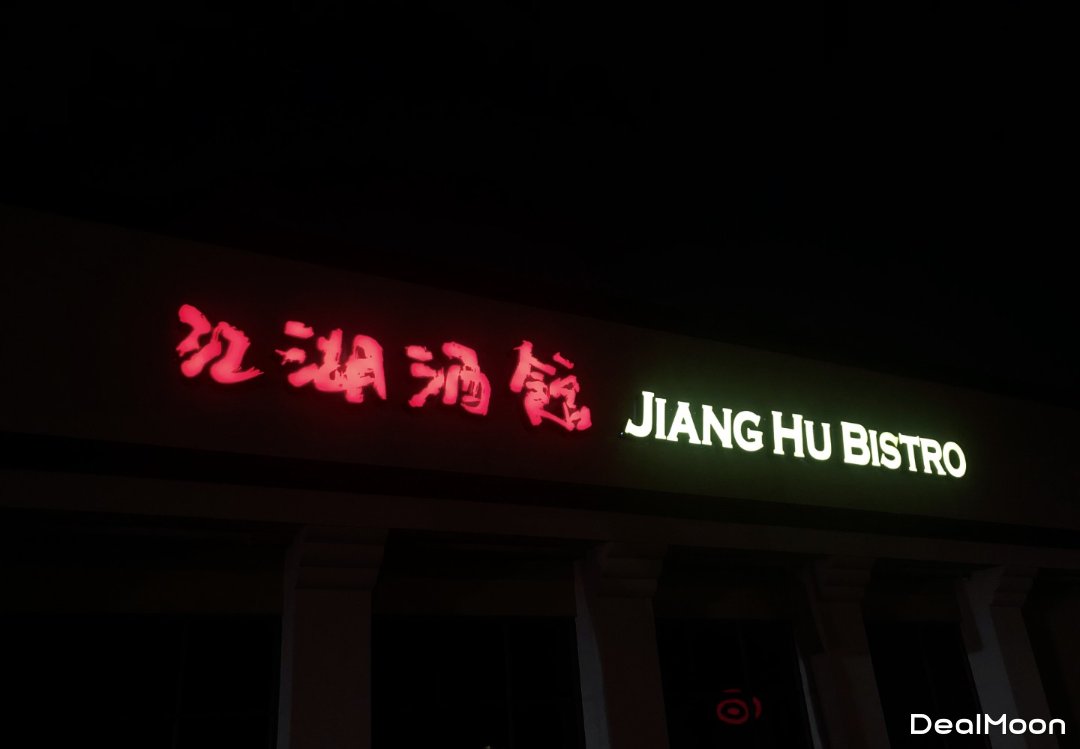 江湖酒館 JIANG HU BISTRO
DealMoon